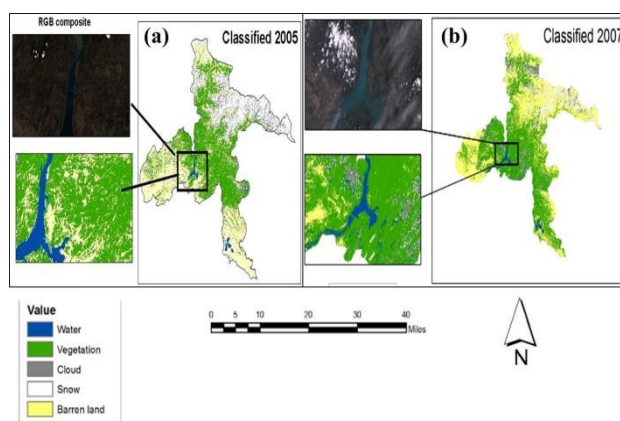 RGB composite
(a)
Classified 2005
(b)
Classified 2007
Value
Water
Vegetation
Cloud
Snow
Barren land
0 5 10 20 30 40
Miles
N